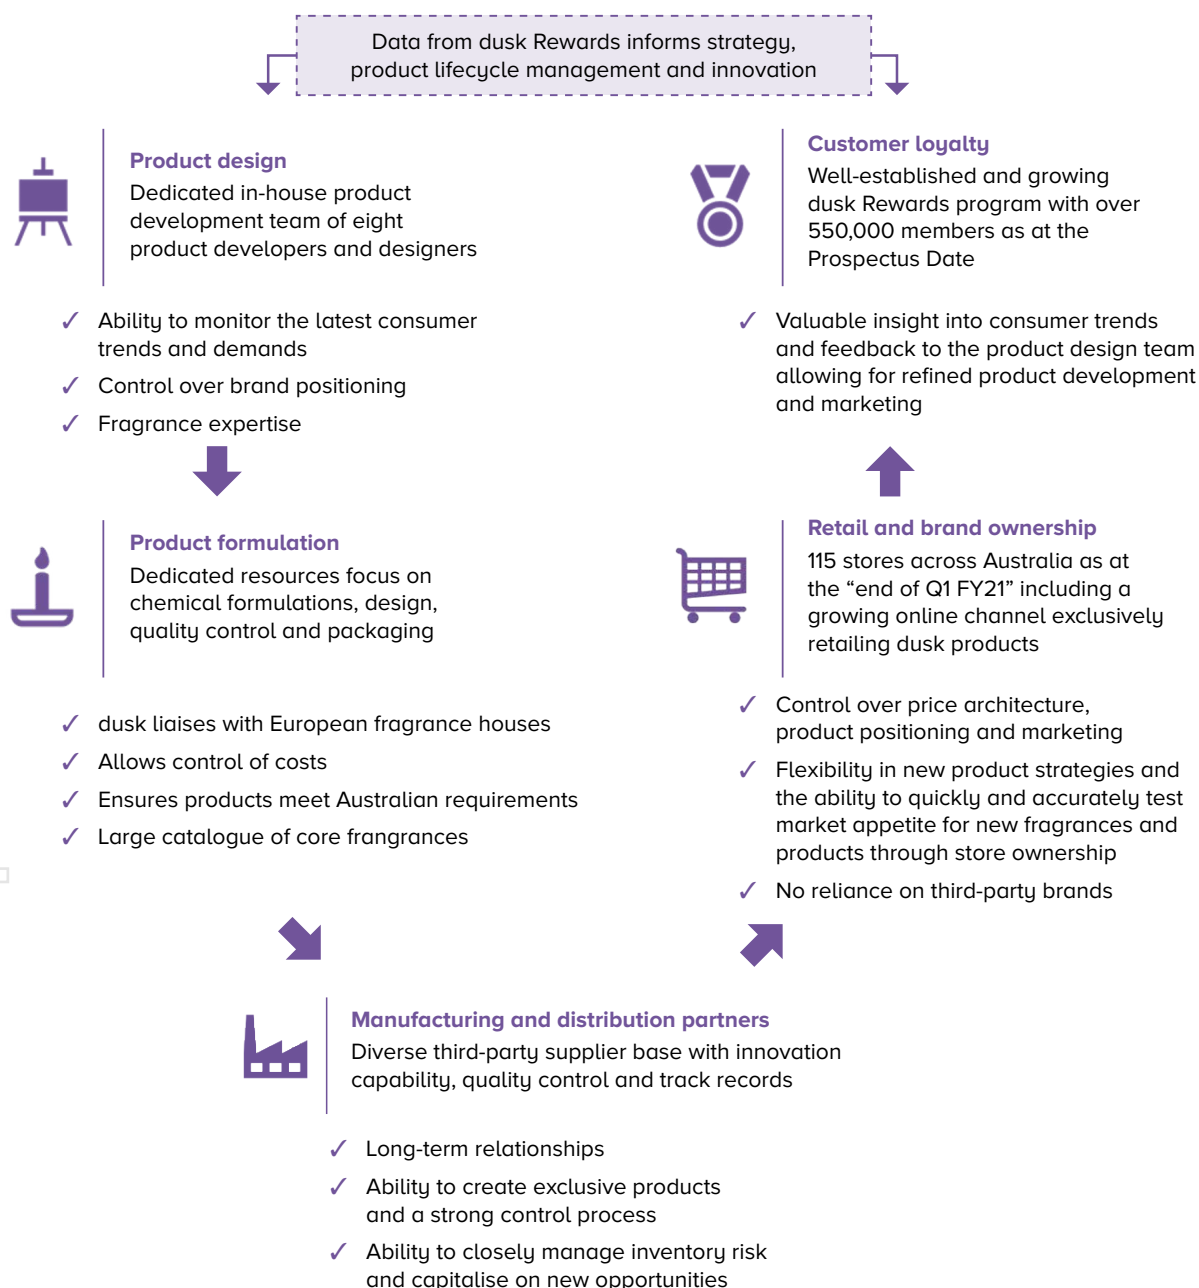 Data from dusk Rewards informs strategy,
product lifecycle management and innovation
Product design
Dedicated in-house product
development team of eight
product developers and designers
✓ Ability to monitor the latest consumer
trends and demands
✓ Control over brand positioning
✓ Fragrance expertise
Product formulation
Dedicated resources focus on
chemical formulations, design,
quality control and packaging
✓ dusk liaises with European fragrance houses
✓ Allows control of costs
✓ Ensures products meet Australian requirements
✓ Large catalogue of core frangrances
Manufacturing and distribution partners
Diverse third-party supplier base with innovation
capability, quality control and track records
✓ Long-term relationships
✓ Ability to create exclusive products
and a strong control process
✓ Ability to closely manage inventory risk
and capitalise on new opportunities
Retail and brand ownership
115 stores across Australia as at
the “end of Q1 FY21” including a
growing online channel exclusively
retailing dusk products
✓ Control over price architecture,
product positioning and marketing
✓ Flexibility in new product strategies and
the ability to quickly and accurately test
market appetite for new fragrances and
products through store ownership
✓ No reliance on third-party brands
Customer loyalty
Well-established and growing
dusk Rewards program with over
550,000 members as at the
Prospectus Date
✓ Valuable insight into consumer trends
and feedback to the product design team
allowing for refined product development
and marketing